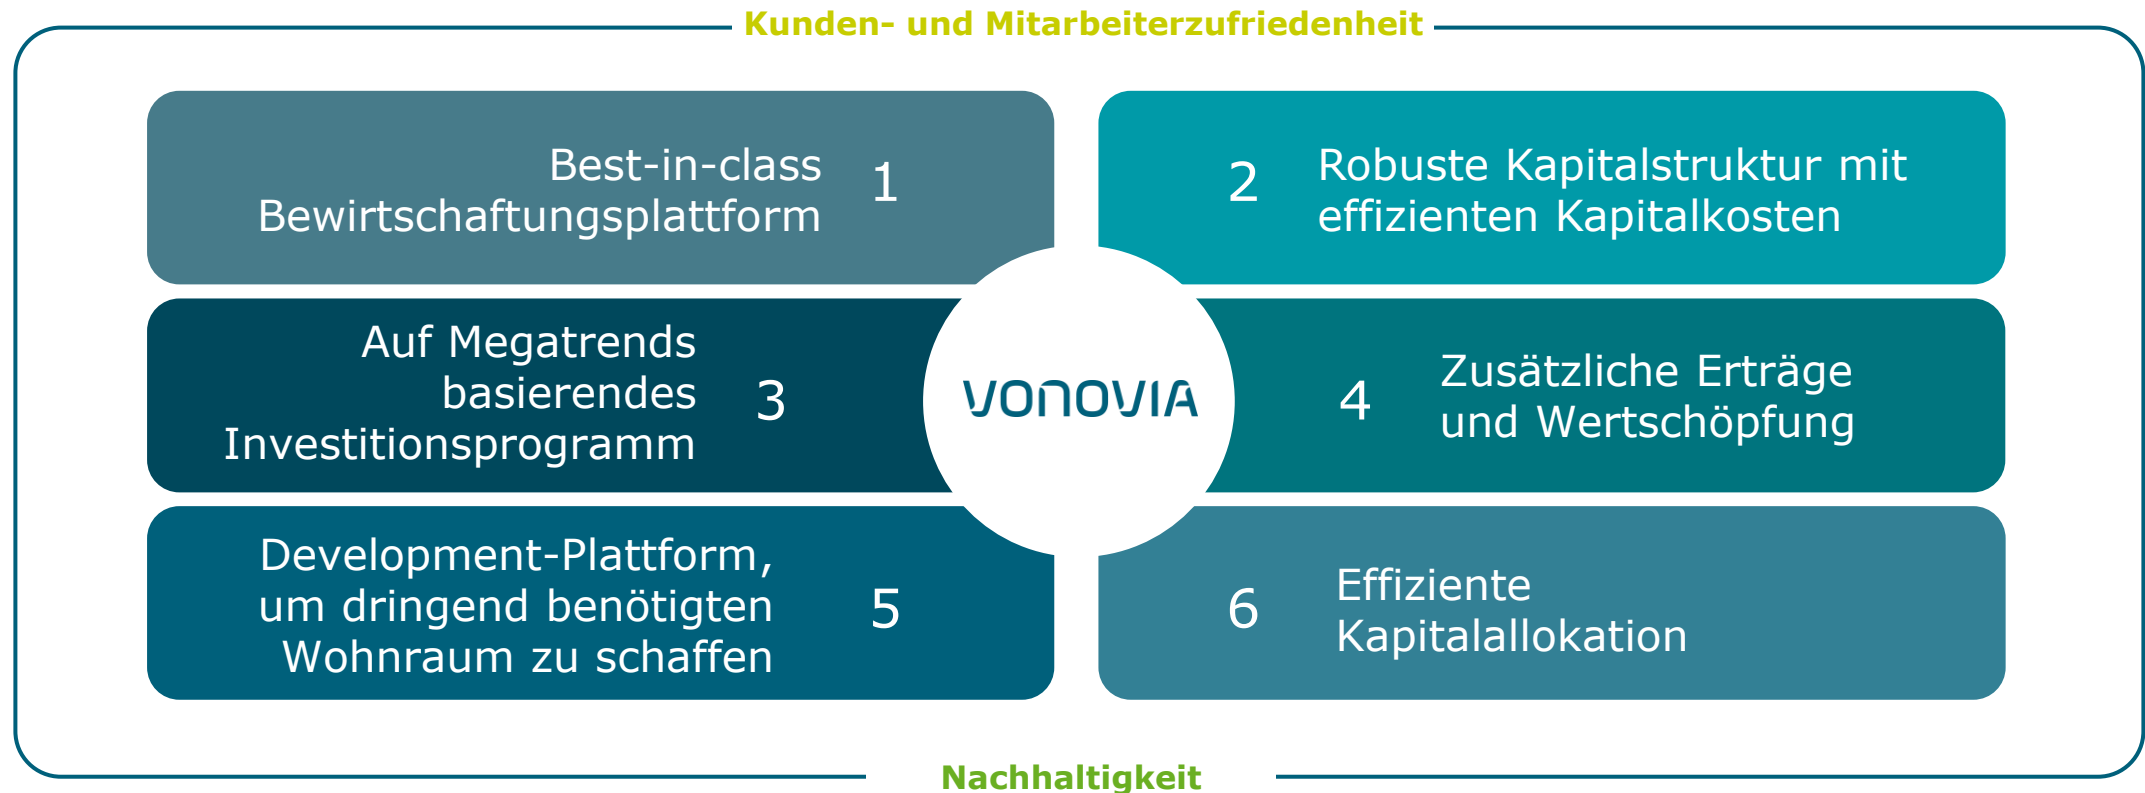 Kunden- und Mitarbeiterzufriedenheit
Best-in-class
Bewirtschaftungsplattform
1
2
Robuste Kapitalstruktur mit
effizienten Kapitalkosten
Auf Megatrends
basierendes
Investitionsprogramm
3
VONOVIA
4
Zusätzliche Erträge
und Wertschöpfung
Development-Plattform,
um dringend benötigten
Wohnraum zu schaffen
5
6
Effiziente
Kapitalallokation
Nachhaltigkeit